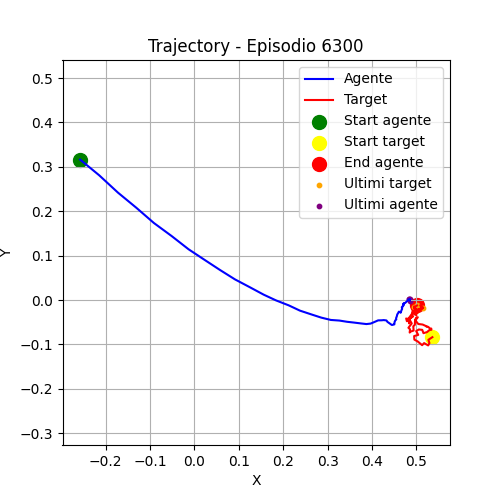 Trajectory - Episodio 6300
Agente
Target
Start agente
Start target
End agente
Ultimi target
Ultimi agente
0.5
0.4
0.3
0.2
0.1
0.0
−0.1
−0.2
−0.3
Y
−0.2
−0.1
0.0
0.1
0.2
0.3
0.4
0.5
X